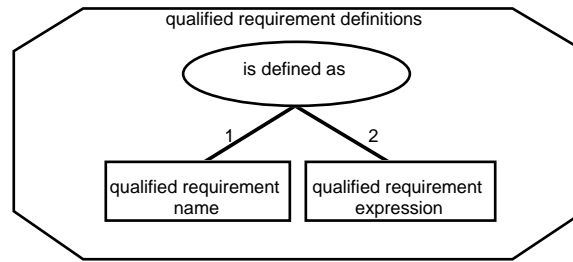 qualified requirement definitions
is defined as
1
2
qualified requirement
name
qualified requirement
expression